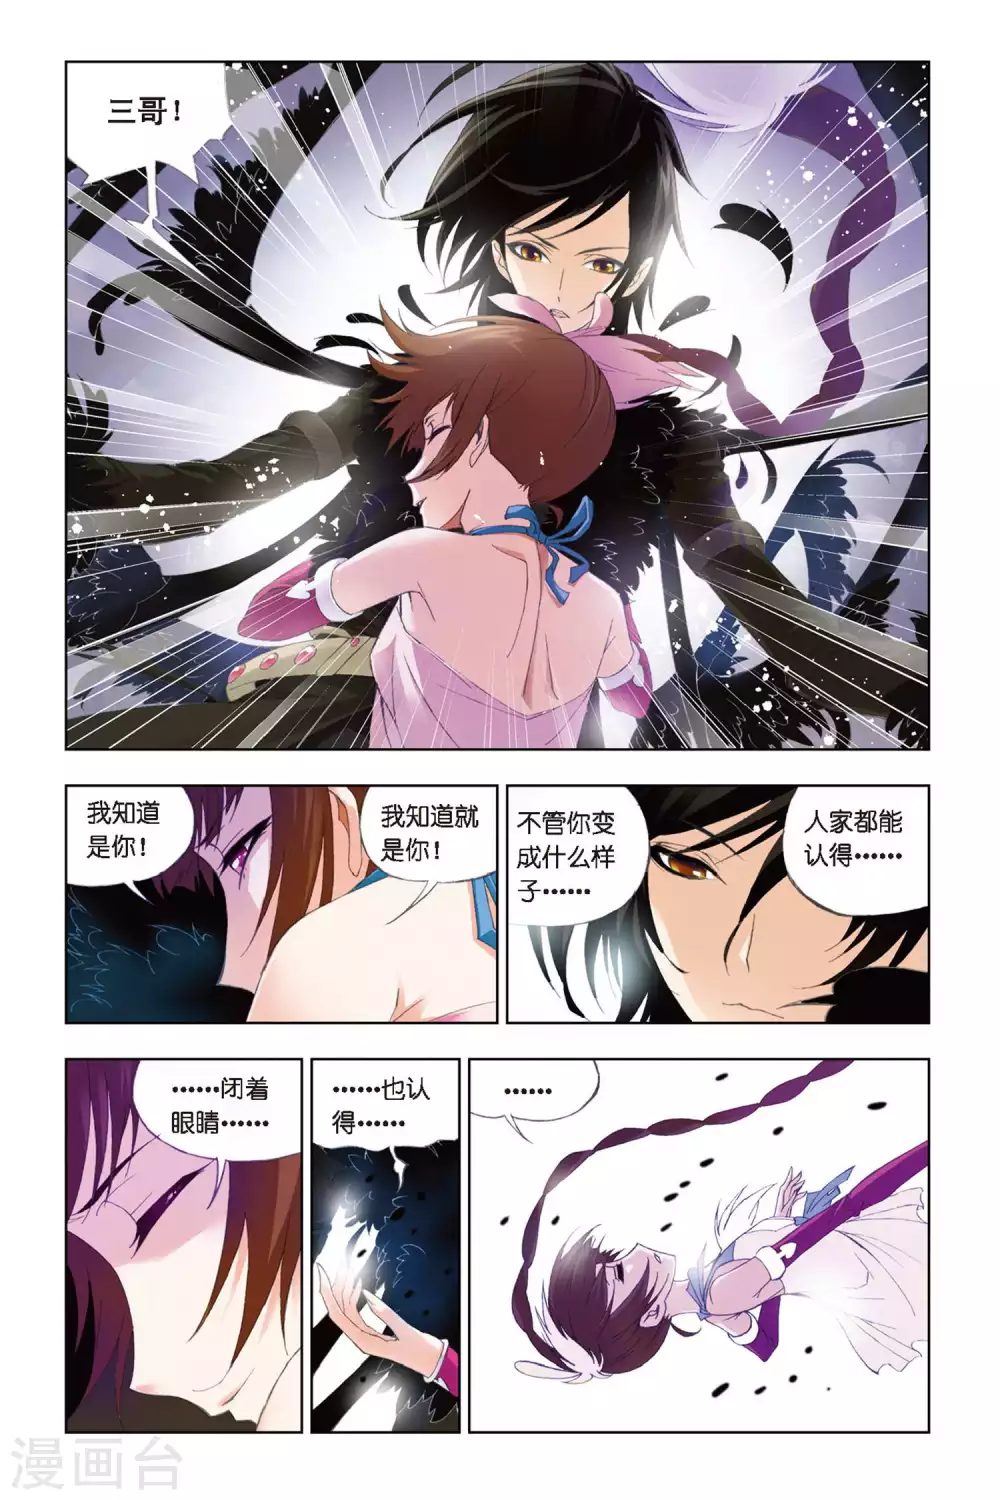 三哥！
我知道
是你！
我知道就
是你！
不管你变
成什么样
子……
人家都能
认得……
……闭着
眼睛……
……也认
得……
……
漫画台